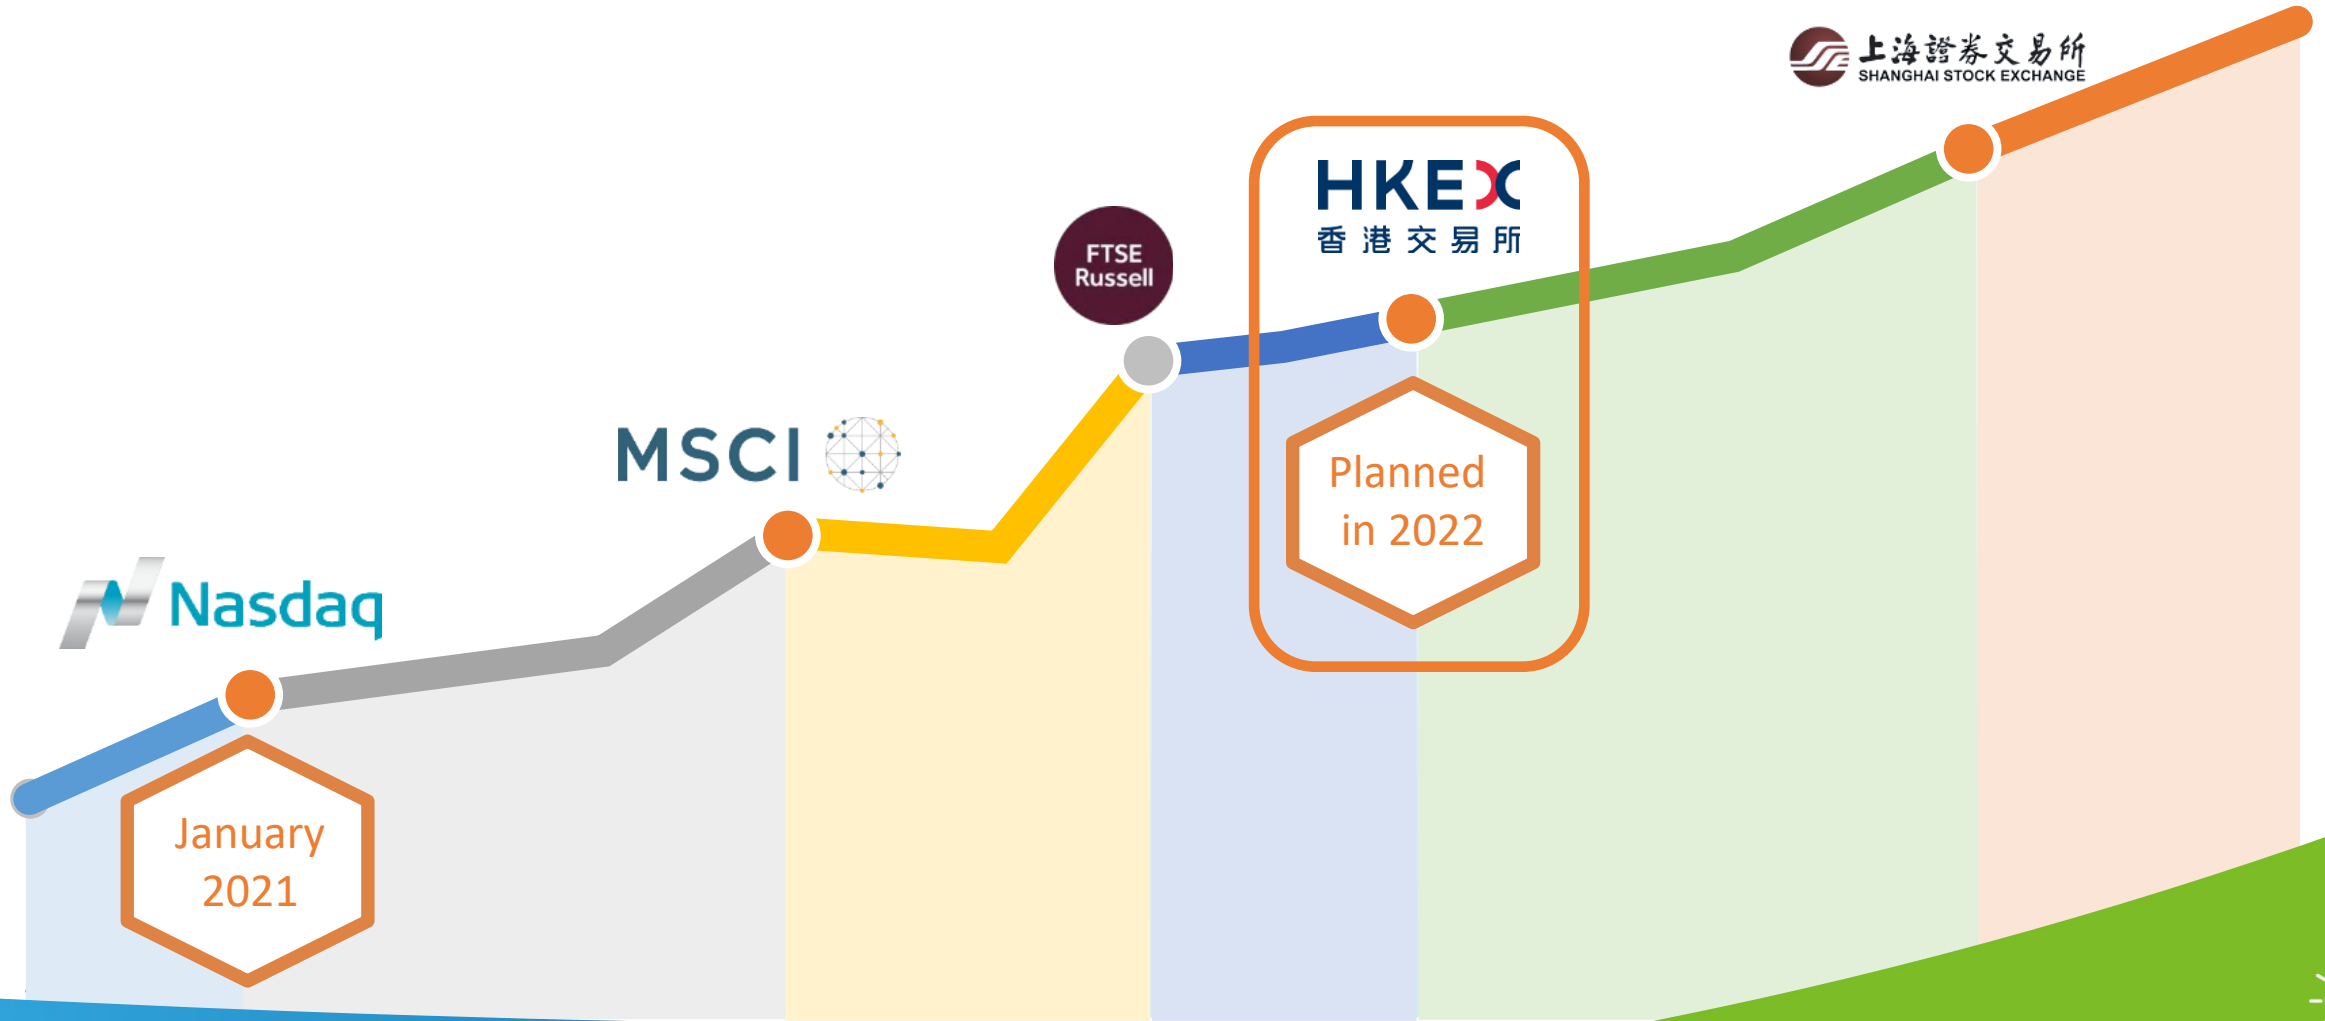 上海證券交易所
SHANGHAI STOCK EXCHANGE
HKEX
香港交易所
FTSE
Russell
MSCI
Planned
in 2022
Nasdaq
January
2021